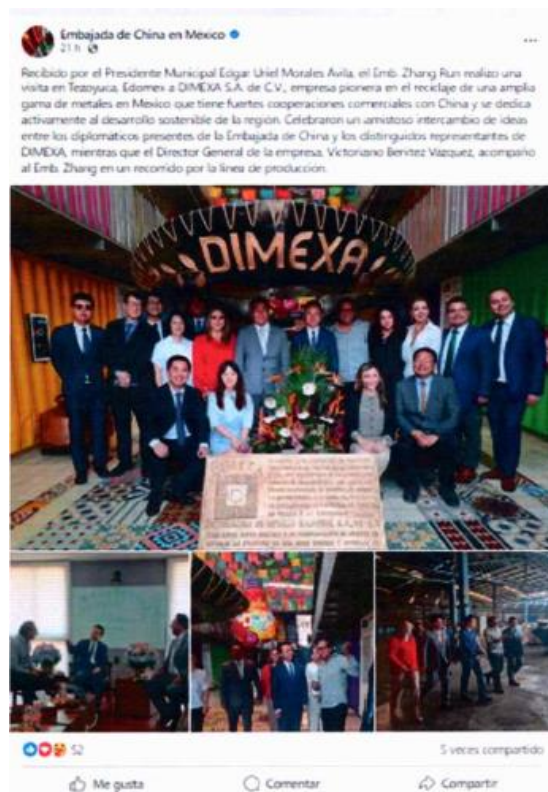 Embajada de China en México
21 h
Recibido por el Presidente Municipal Edgar Uriel Morales Ávila, el Emb. Zhang Run realizo una
visita en Tezoyuca, Edomex a DIMEXA S.A. de C.V., empresa pionera en el reciclaje de una amplia
gama de metales en Mexico que tiene fuertes cooperaciones comerciales con China y se dedica
activamente al desarrollo sostenible de la región. Celebraron un amistoso intercambio de ideas
entre los diplomáticos presentes de la Embajada de China y los distinguidos representantes de
DIMEXA, mientras que el Director General de la empresa, Victoriano Benitez Vazquez, acompaño
al Emb. Zhang en un recorrido por la línea de producción.
DIMEXA
52
5 veces compartido
Me gusta
Comentar
Compartir